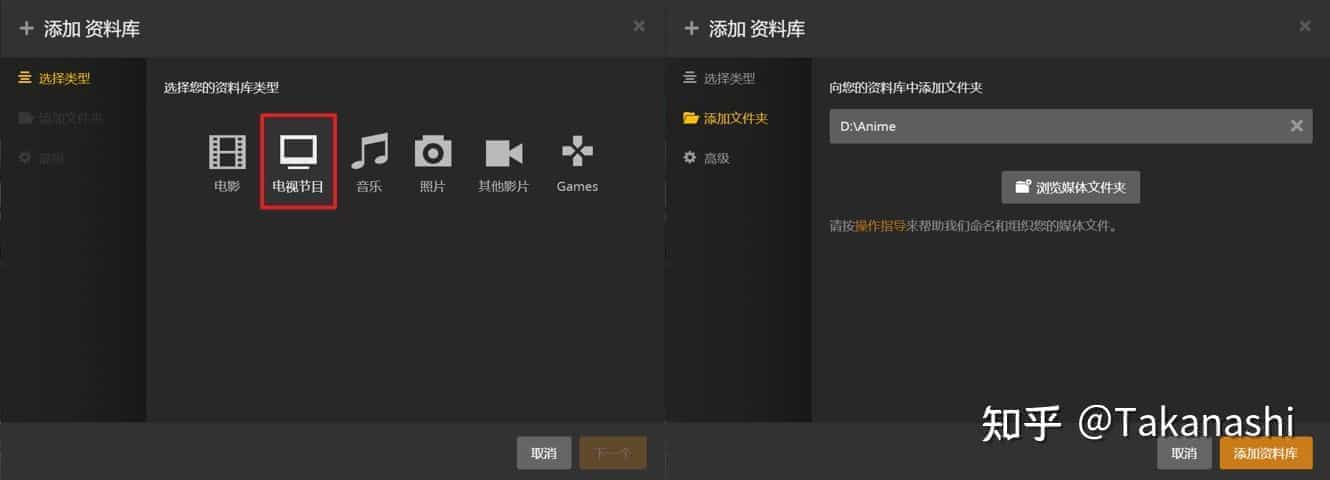 添加 资料库
选择类型
添加文件夹
高级
选择您的资料库类型
电影
电视节目
音乐
照片
其他影片
Games
取消
下一个
添加 资料库
选择类型
添加文件夹
高级
向您的资料库中添加文件夹
D:\Anime
浏览媒体文件夹
请按操作指导来帮助我们命名和组织您的媒体文件。
知乎 @Takanashi
取消
添加资料库